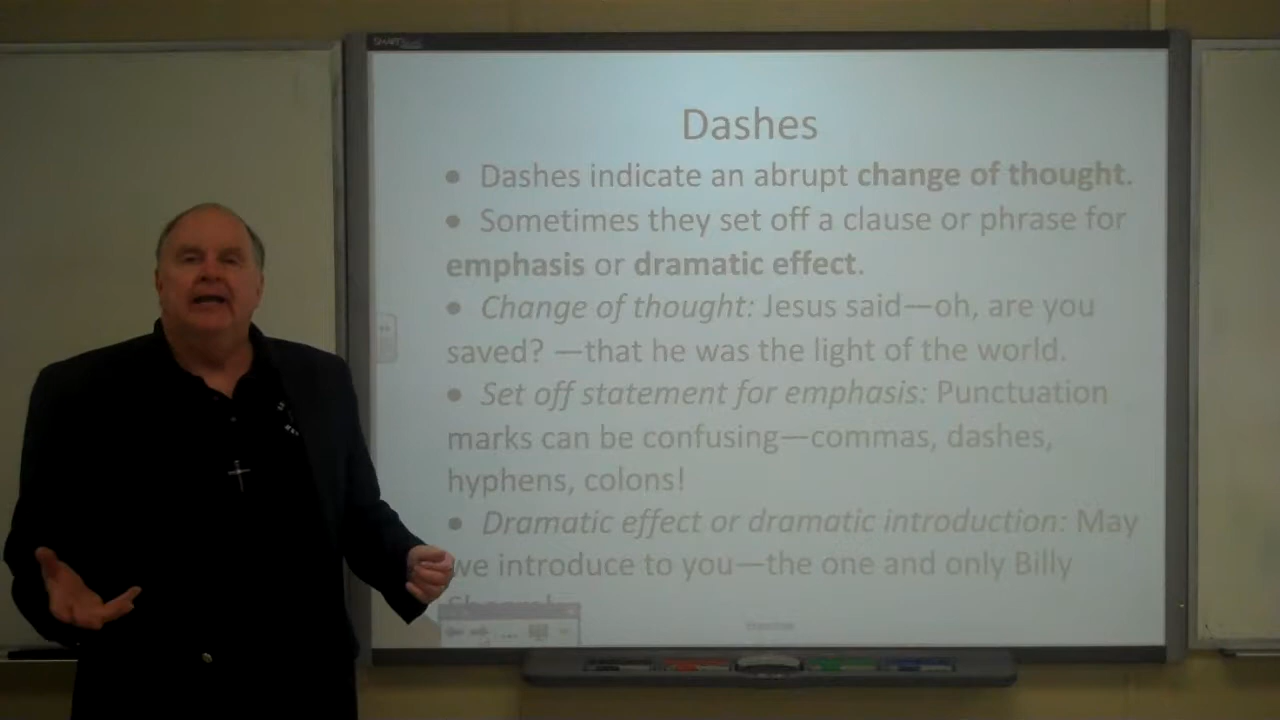 SMART
Dashes
• Dashes indicate an abrupt change of thought.
• Sometimes they set off a clause or phrase for
emphasis or dramatic effect.
• Change of thought: Jesus said—oh, are you
saved? —that he was the light of the world.
• Set off statement for emphasis: Punctuation
marks can be confusing—commas, dashes,
hyphens, colons!
• Dramatic effect or dramatic introduction: May
we introduce to you—the one and only Billy